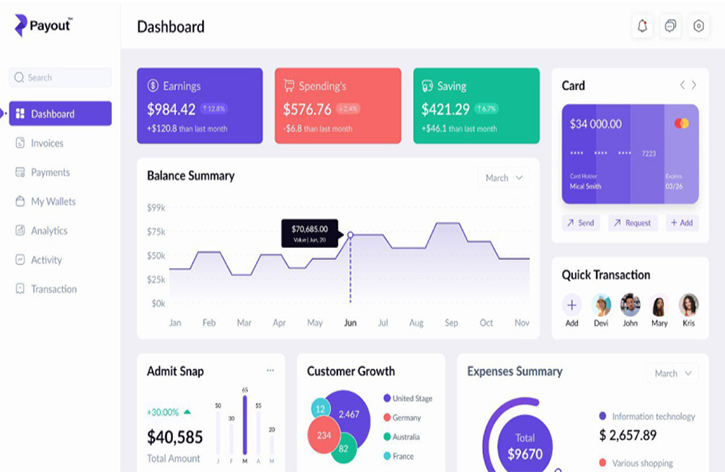 Payout™
Dashboard
Search
Dashboard
Invoices
Payments
My Wallets
Analytics
Activity
Transaction
Earnings
$984.42 ↑12.8%
+$120.8 than last month
Spending's
$576.76
-$6.8 than last month
Saving
$421.29 ↑6.7%
+$46.1 than last month
Card
$34 000.00
**** **** **** 7223
Card Holder
Mical Smith
Expires
03/26
Send
Request
+ Add
Balance Summary
March
$99k
$75k
$50k
$25k
$0k
$70,685.00
Value | Jun, 20
Jan Feb Mar Apr May Jun Jul Aug Sep Oct Nov
Quick Transaction
Add Devi John Mary Kris
Admit Snap
...
+30.00%
$40,585
Total Amount
50 30 65 55 20
J F M A M
Customer Growth
12
2.467
234
82
United Stage
Germany
Australia
France
Expenses Summary
March
Total
$9670
Information technology
$ 2,657.89
Various shopping